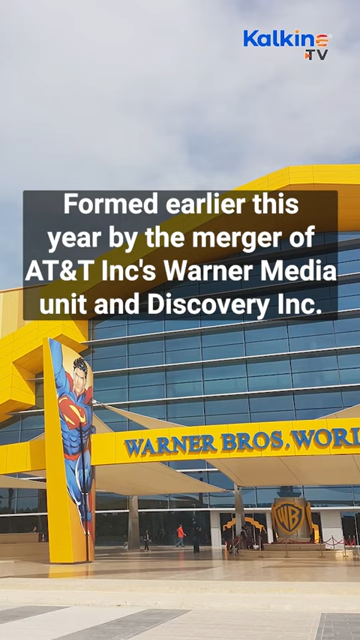 Kalkine
TV
Formed earlier this
year by the merger of
AT&T Inc's Warner Media
unit and Discovery Inc.
WARNER BROS. WORL
WB